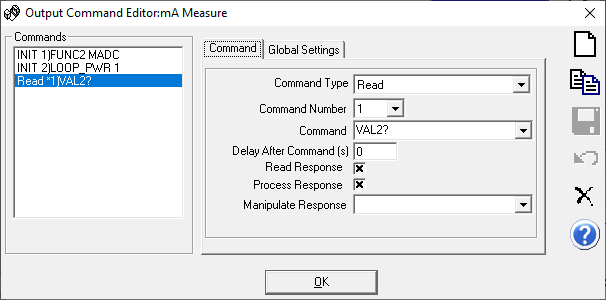 Output Command Editor:mA Measure
Commands
INIT 1)FUNC2 MADC
INIT 2)LOOP_PWR 1
Read *1)VAL2?
Command
Global Settings
Command Type Read
Command Number 1
Command VAL2?
Delay After Command (s) 0
Read Response
Process Response
Manipulate Response
OK
?